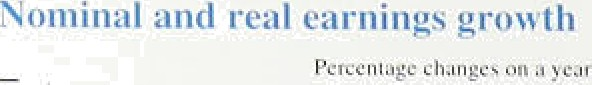 Nominal and real earnings growth
Percentage changes on a year